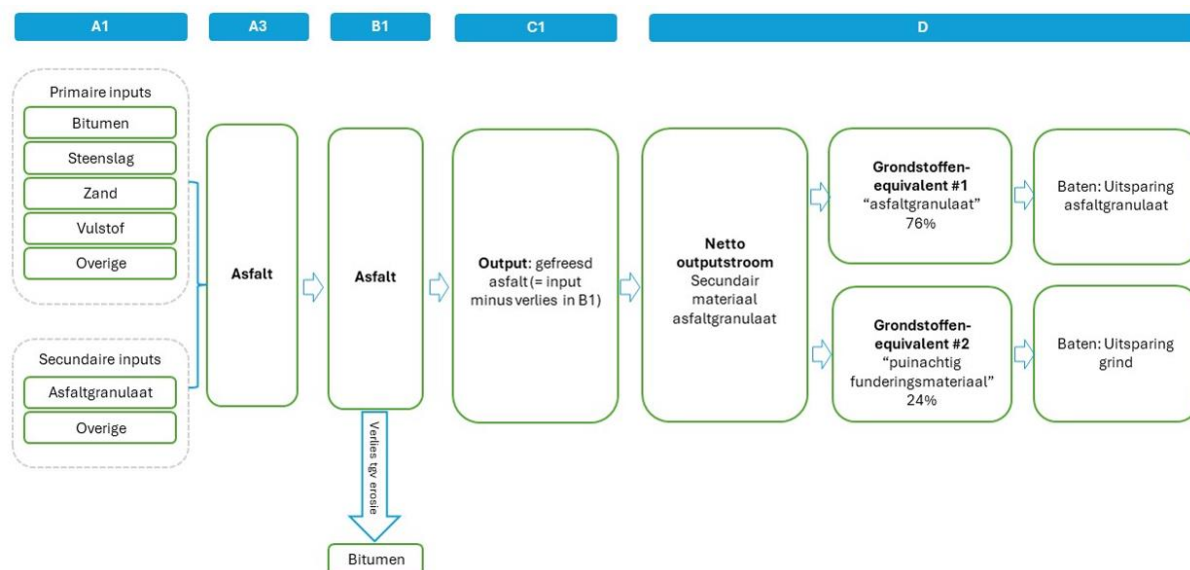 A1
A3
B1
C1
D
Primaire inputs
Bitumen
Steenslag
Zand
Vulstof
Overige
Secundaire inputs
Asfaltgranulaat
Overige
Asfalt
Asfalt
Verlies tgv erosie
Bitumen
Output: gefreesd
asfalt (= input
minus verlies in B1)
Netto
outputstroom
Secundair
materiaal
asfaltgranulaat
Grondstoffen-
equivalent #1
“asfaltgranulaat”
76%
Baten: Uitsparing
asfaltgranulaat
Grondstoffen-
equivalent #2
“puinachtig
funderingsmateriaal”
24%
Baten: Uitsparing
grind